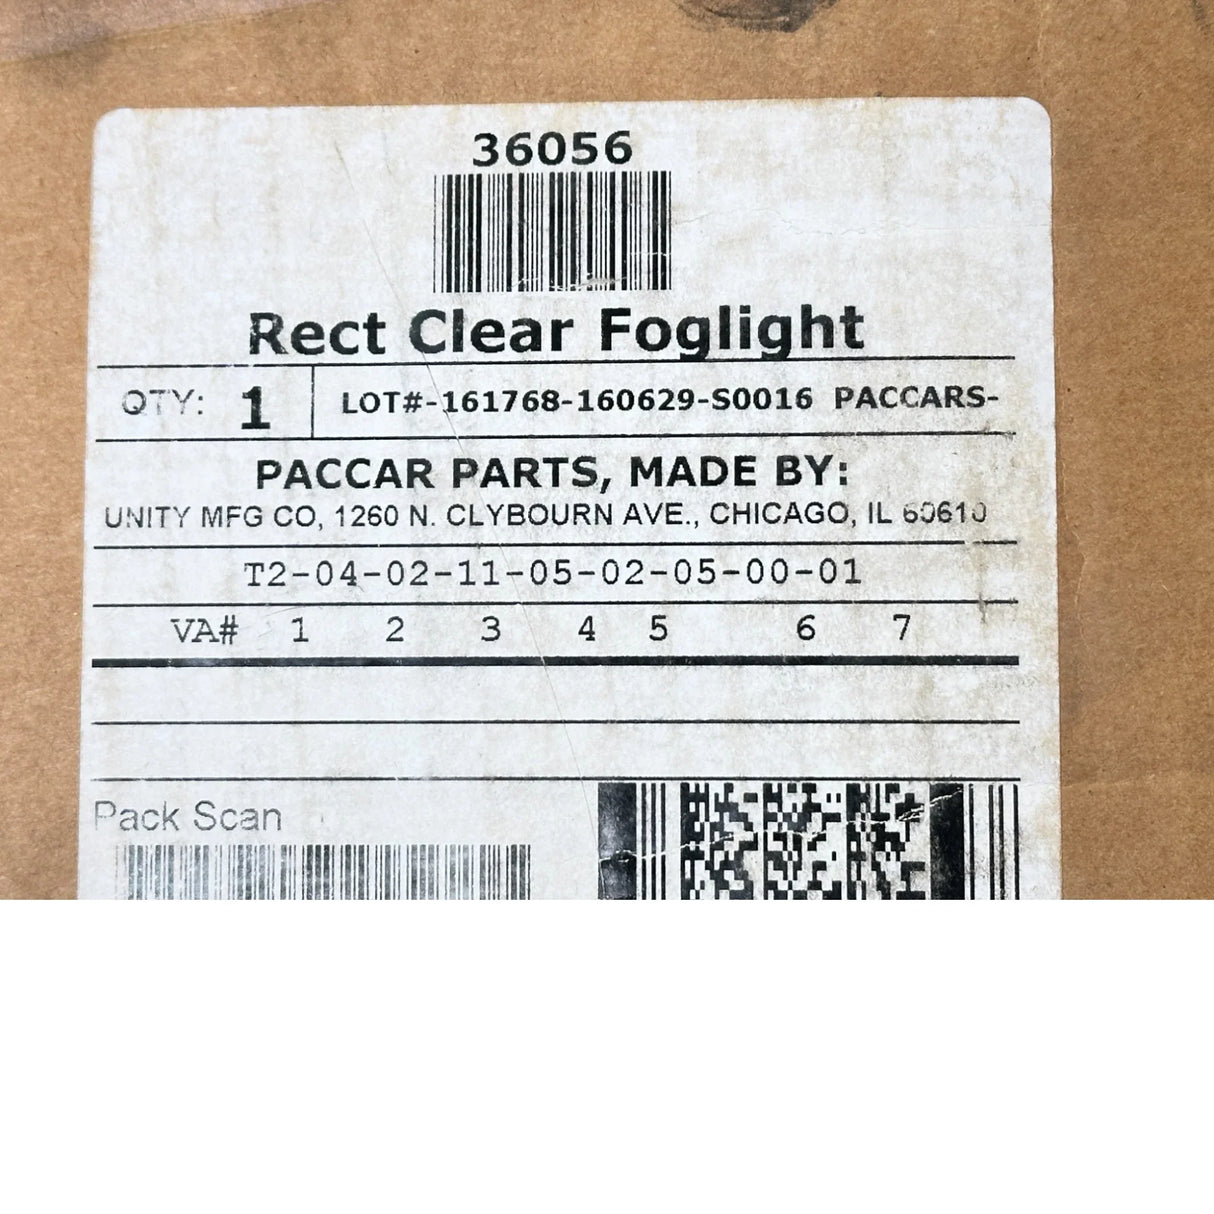 36056
Rect Clear Foglight
QTY: 1 LOT#-161768-160629-S0016 PACCARS-
PACCAR PARTS, MADE BY:
UNITY MFG CO, 1260 N. CLYBOURN AVE., CHICAGO, IL 60610
T2-04-02-11-05-02-05-00-01
VA# 1 2 3 4 5 6 7
Pack Scan